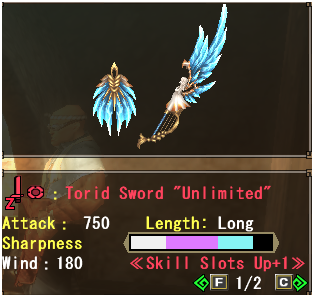 : Torid Sword "Unlimited"
Attack : 750 Length: Long
Sharpness
Wind : 180 ≪Skill Slots Up+1≫
F 1/2 C